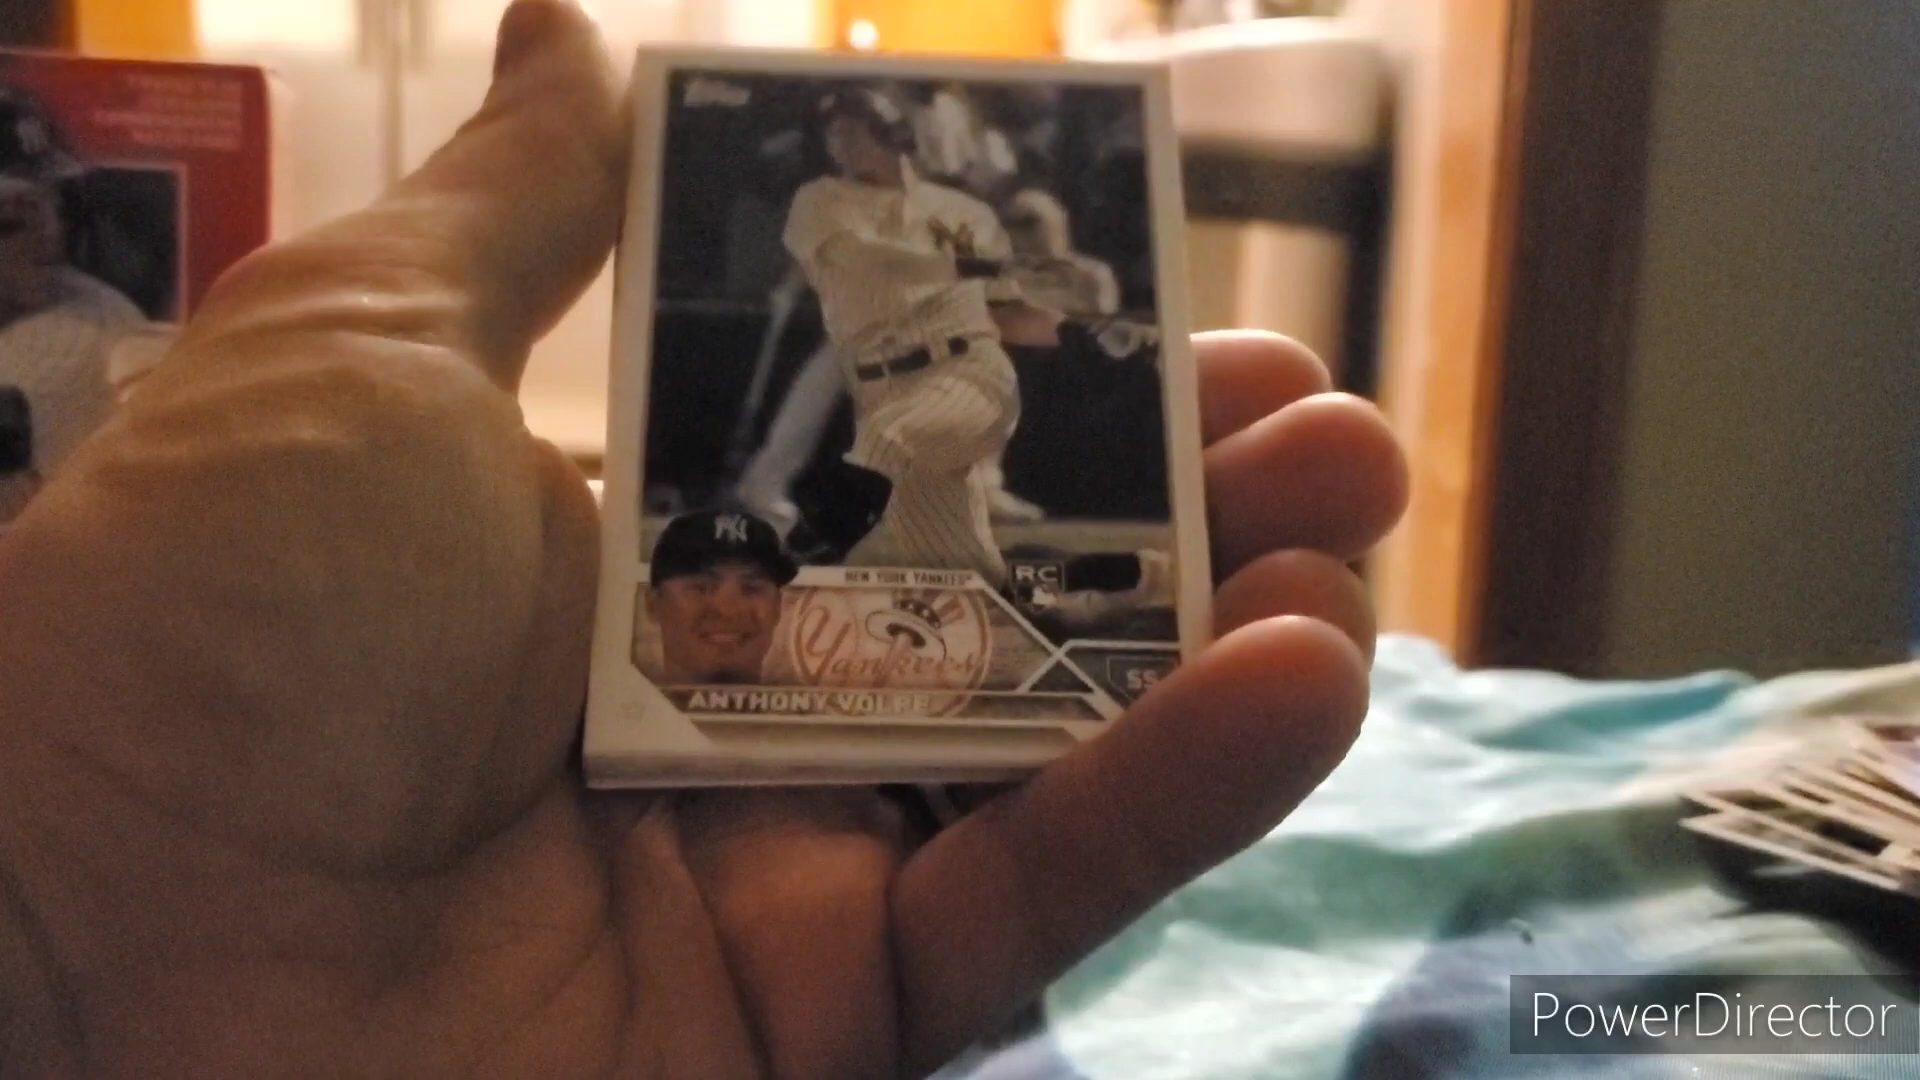 Topps
NEW YORK YANKEES
RC
Yankees
SS
ANTHONY VOLPE
PowerDirector